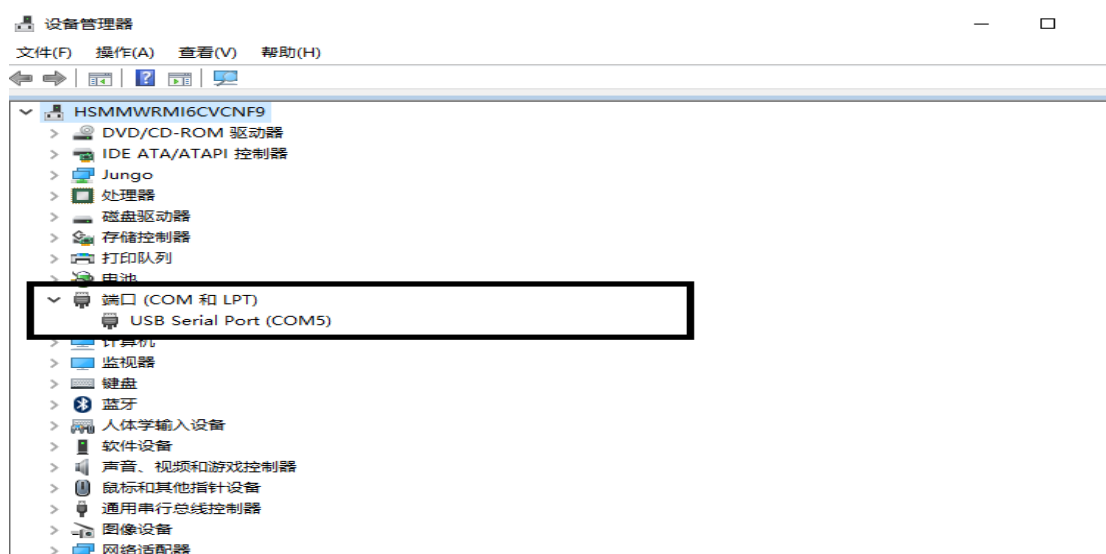 设备管理器
文件(F) 操作(A) 查看(V) 帮助(H)
HSMMWRMI6CVCNF9
DVD/CD-ROM 驱动器
IDE ATA/ATAPI 控制器
Jungo
处理器
磁盘驱动器
存储控制器
打印队列
电池
端口 (COM 和 LPT)
USB Serial Port (COM5)
计算机
监视器
键盘
蓝牙
人体学输入设备
软件设备
声音、视频和游戏控制器
鼠标和其他指针设备
通用串行总线控制器
图像设备
网络适配器